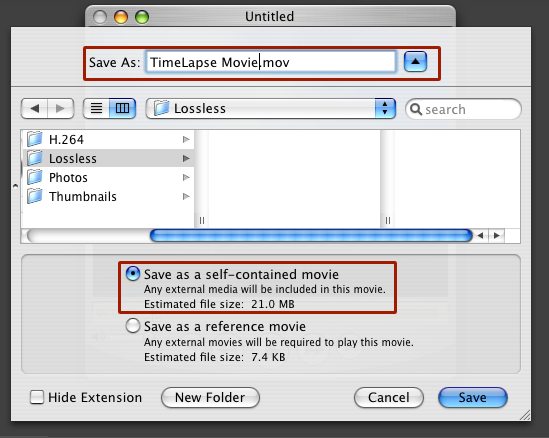 Untitled
Save As: TimeLapse Movie.mov
Lossless
search
H.264
Lossless
Photos
Thumbnails
Save as a self-contained movie
Any external media will be included in this movie.
Estimated file size: 21.0 MB
Save as a reference movie
Any external movies will be required to play this movie.
Estimated file size: 7.4 KB
Hide Extension
New Folder
Cancel
Save